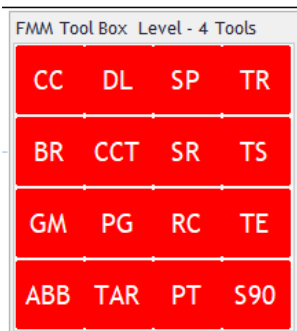 FMM Tool Box Level - 4 Tools
CC DL SP TR
BR CCT SR TS
GM PG RC TE
ABB TAR PT S90